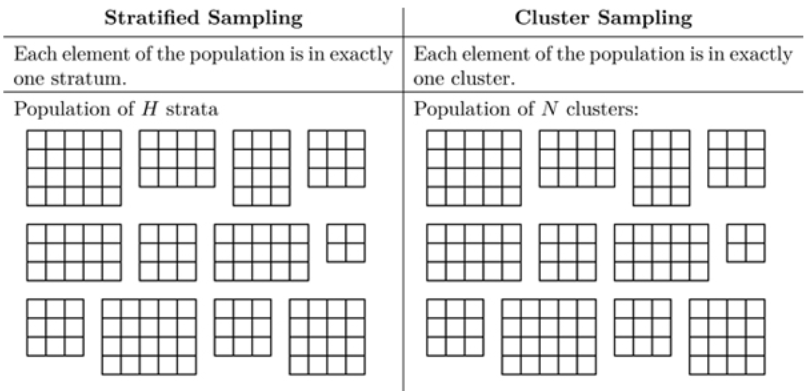 Stratified Sampling
Cluster Sampling
Each element of the population is in exactly
one stratum.
Each element of the population is in exactly
one cluster.
Population of H strata
Population of N clusters: